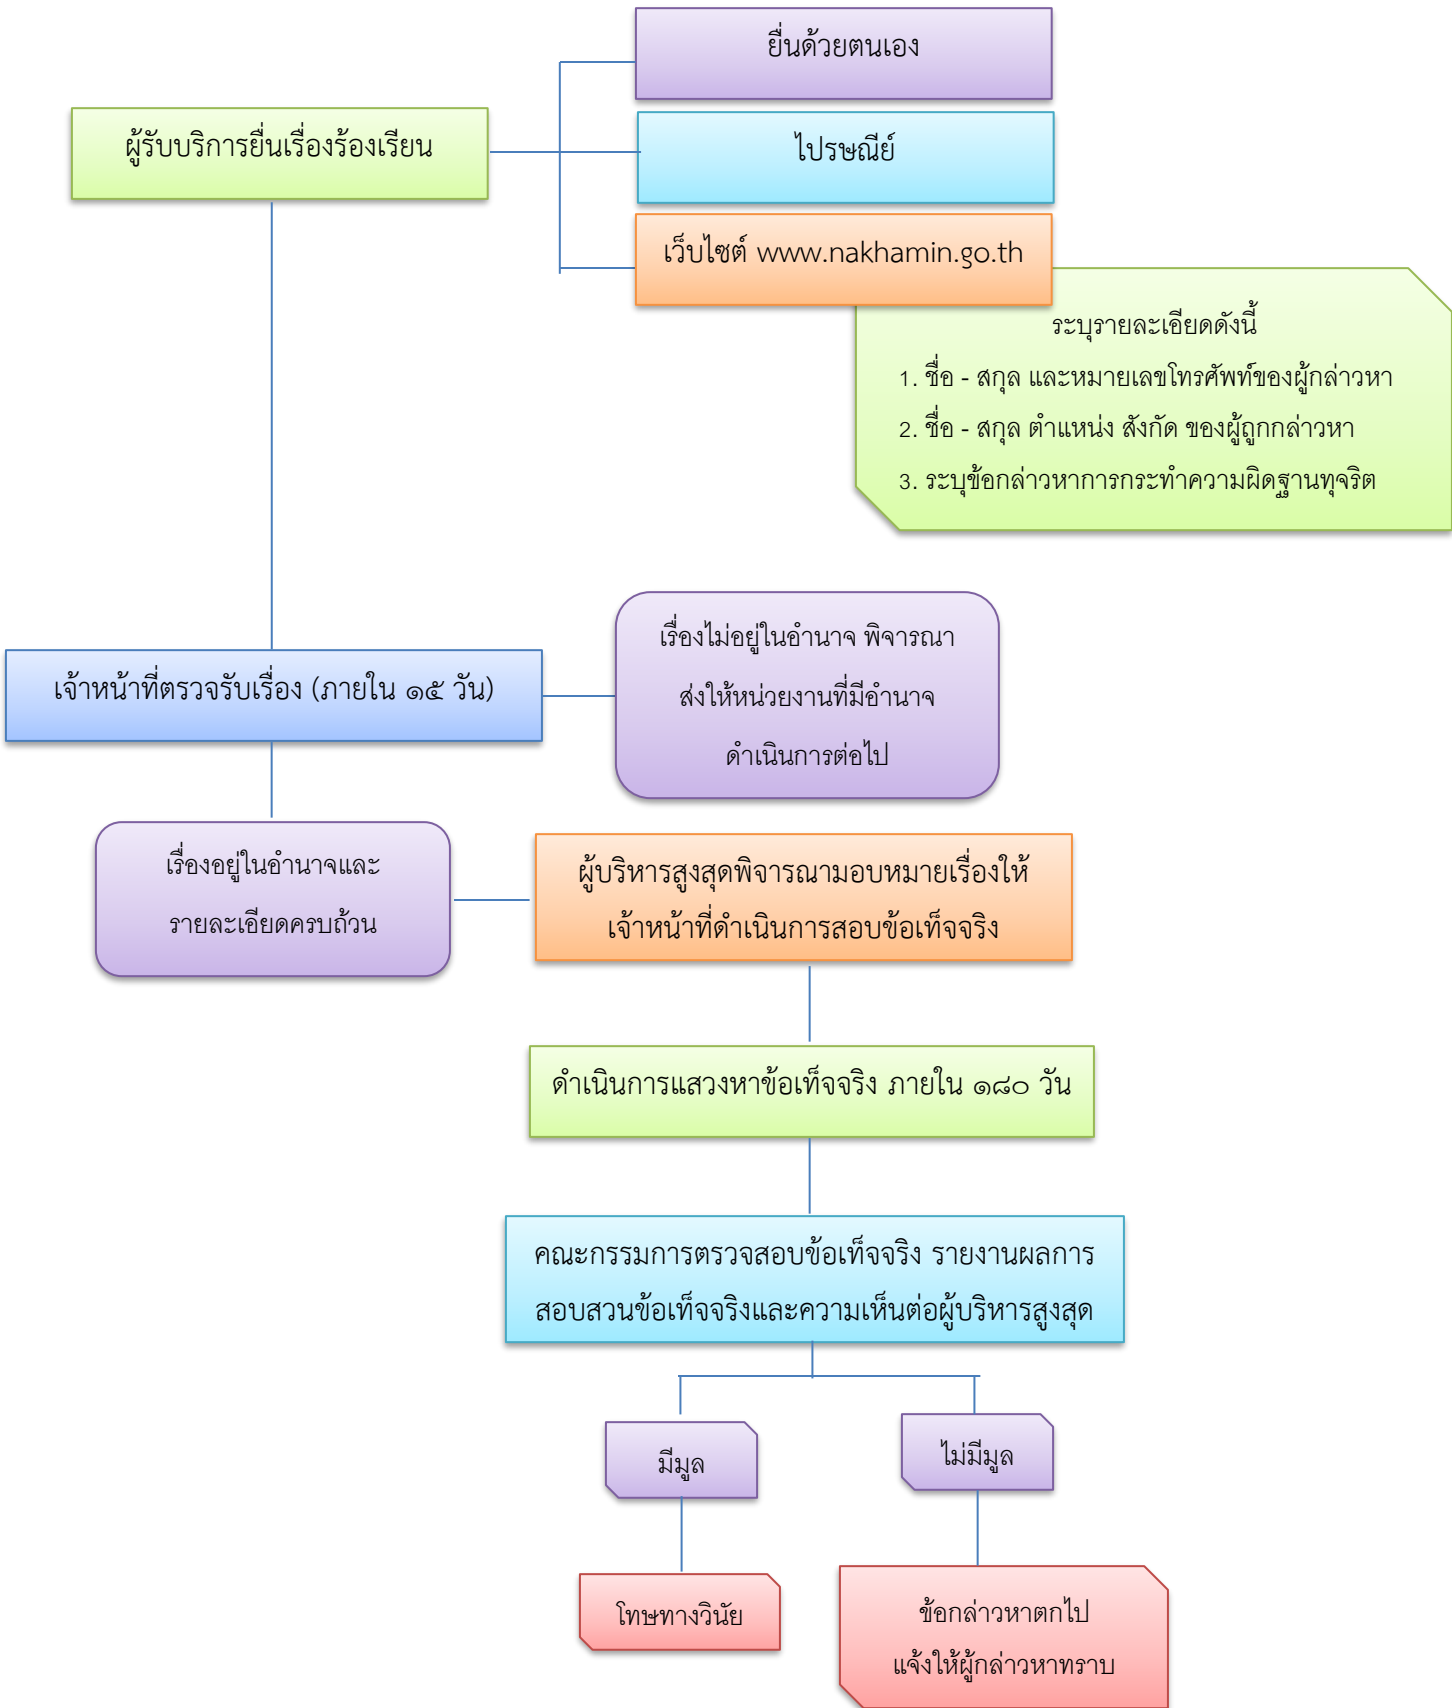 ยื่นด้วยตนเอง
ผู้รับบริการยื่นเรื่องร้องเรียน
ไปรษณีย์
เว็บไซต์ www.nakhamin.go.th
ระบุรายละเอียดดังนี้
1. ชื่อ - สกุล และหมายเลขโทรศัพท์ของผู้กล่าวหา
2. ชื่อ - สกุล ตำแหน่ง สังกัด ของผู้ถูกกล่าวหา
3. ระบุข้อกล่าวหาการกระทำความผิดฐานทุจริต
เจ้าหน้าที่ตรวจรับเรื่อง (ภายใน ๑๕ วัน)
เรื่องไม่อยู่ในอำนาจ พิจารณา
ส่งให้หน่วยงานที่มีอำนาจ
ดำเนินการต่อไป
เรื่องอยู่ในอำนาจและ
รายละเอียดครบถ้วน
ผู้บริหารสูงสุดพิจารณามอบหมายเรื่องให้
เจ้าหน้าที่ดำเนินการสอบข้อเท็จจริง
ดำเนินการแสวงหาข้อเท็จจริง ภายใน ๑๘๐ วัน
คณะกรรมการตรวจสอบข้อเท็จจริง รายงานผลการ
สอบสวนข้อเท็จจริงและความเห็นต่อผู้บริหารสูงสุด
มีมูล
ไม่มีมูล
โทษทางวินัย
ข้อกล่าวหาตกไป
แจ้งให้ผู้กล่าวหาทราบ